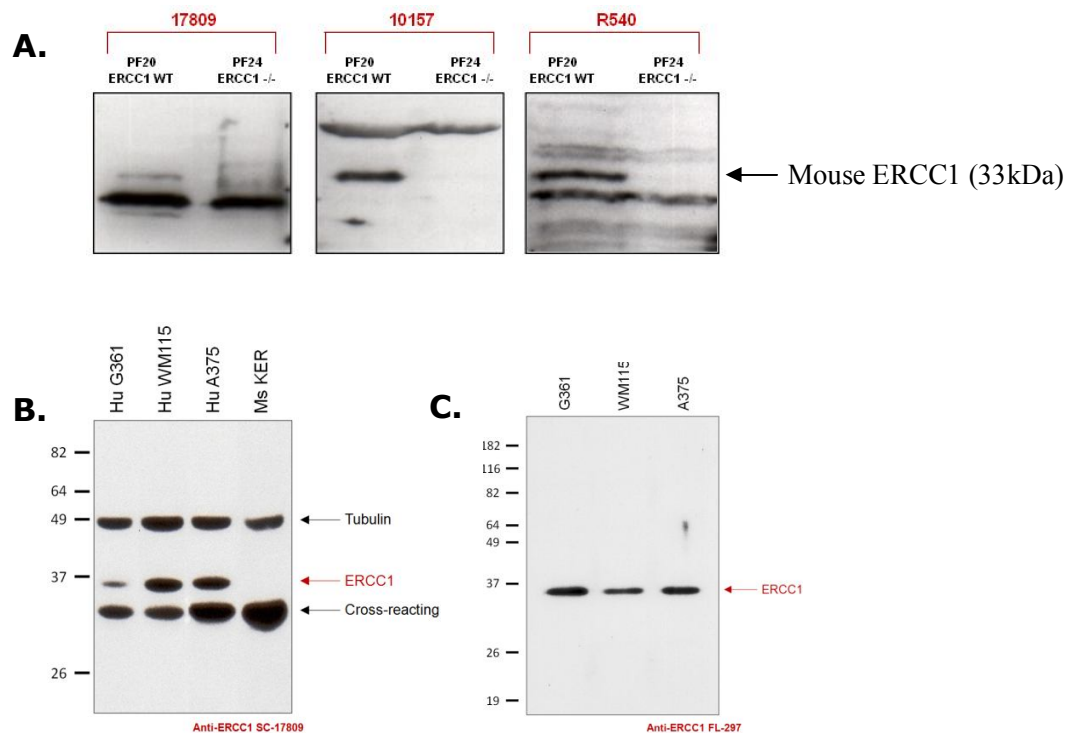 A.
17809
10157
R540
PF20
ERCC1 WT
PF24
ERCC1 -/-
PF20
ERCC1 WT
PF24
ERCC1 -/-
PF20
ERCC1 WT
PF24
ERCC1 -/-
Mouse ERCC1 (33kDa)
B.
Hu G361
Hu WM115
Hu A375
Ms KER
82
64
49
37
26
Tubulin
ERCC1
Cross-reacting
Anti-ERCC1 SC-17809
C.
G361
WM115
A375
182
116
82
64
49
37
26
19
ERCC1
Anti-ERCC1 FL-297